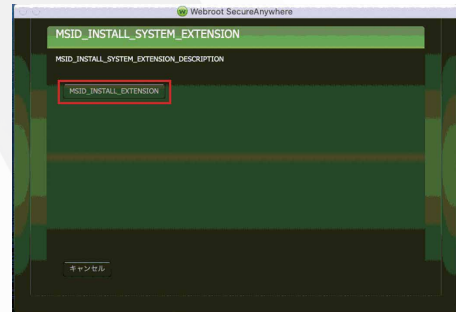 Webroot SecureAnywhere
MSID_INSTALL_SYSTEM_EXTENSION
MSID_INSTALL_SYSTEM_EXTENSION_DESCRIPTION
MSID_INSTALL_EXTENSION
キャンセル